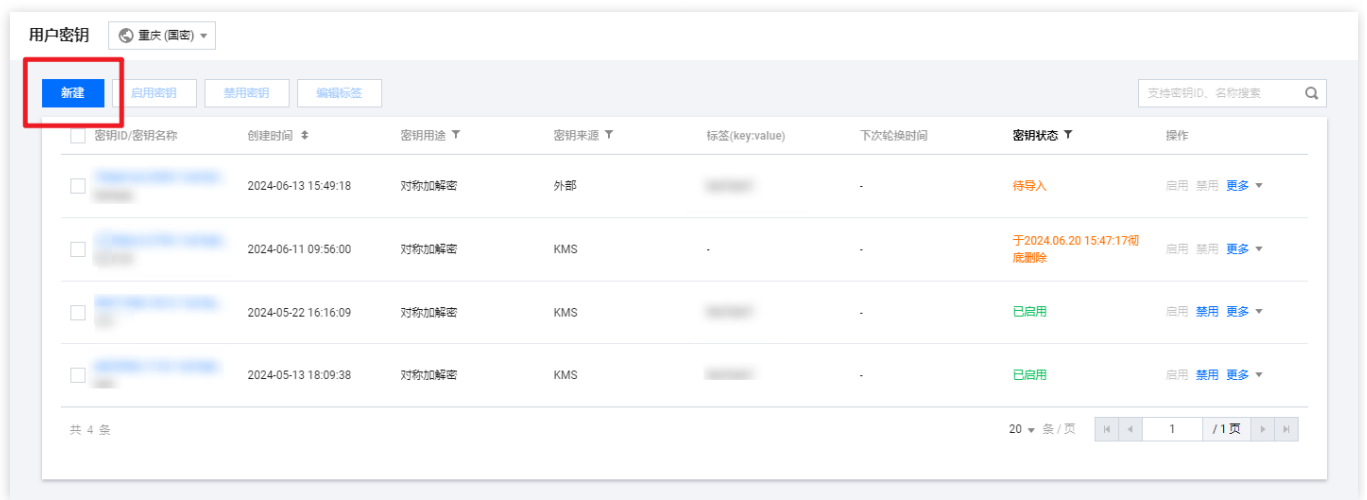 用户密钥 重庆 (国密)
新建 启用密钥 禁用密钥 编辑标签 支持密钥ID、名称搜索
密钥ID/密钥名称 创建时间 密钥用途 密钥来源 标签(key:value) 下次轮换时间 密钥状态 操作
2024-06-13 15:49:18 对称加解密 外部 - 待导入 启用 禁用 更多
2024-06-11 09:56:00 对称加解密 KMS - - 于2024.06.20 15:47:17彻 启用 禁用 更多
底删除
2024-05-22 16:16:09 对称加解密 KMS - 已启用 启用 禁用 更多
2024-05-13 18:09:38 对称加解密 KMS - 已启用 启用 禁用 更多
共 4 条 20 条 / 页 1 / 1 页